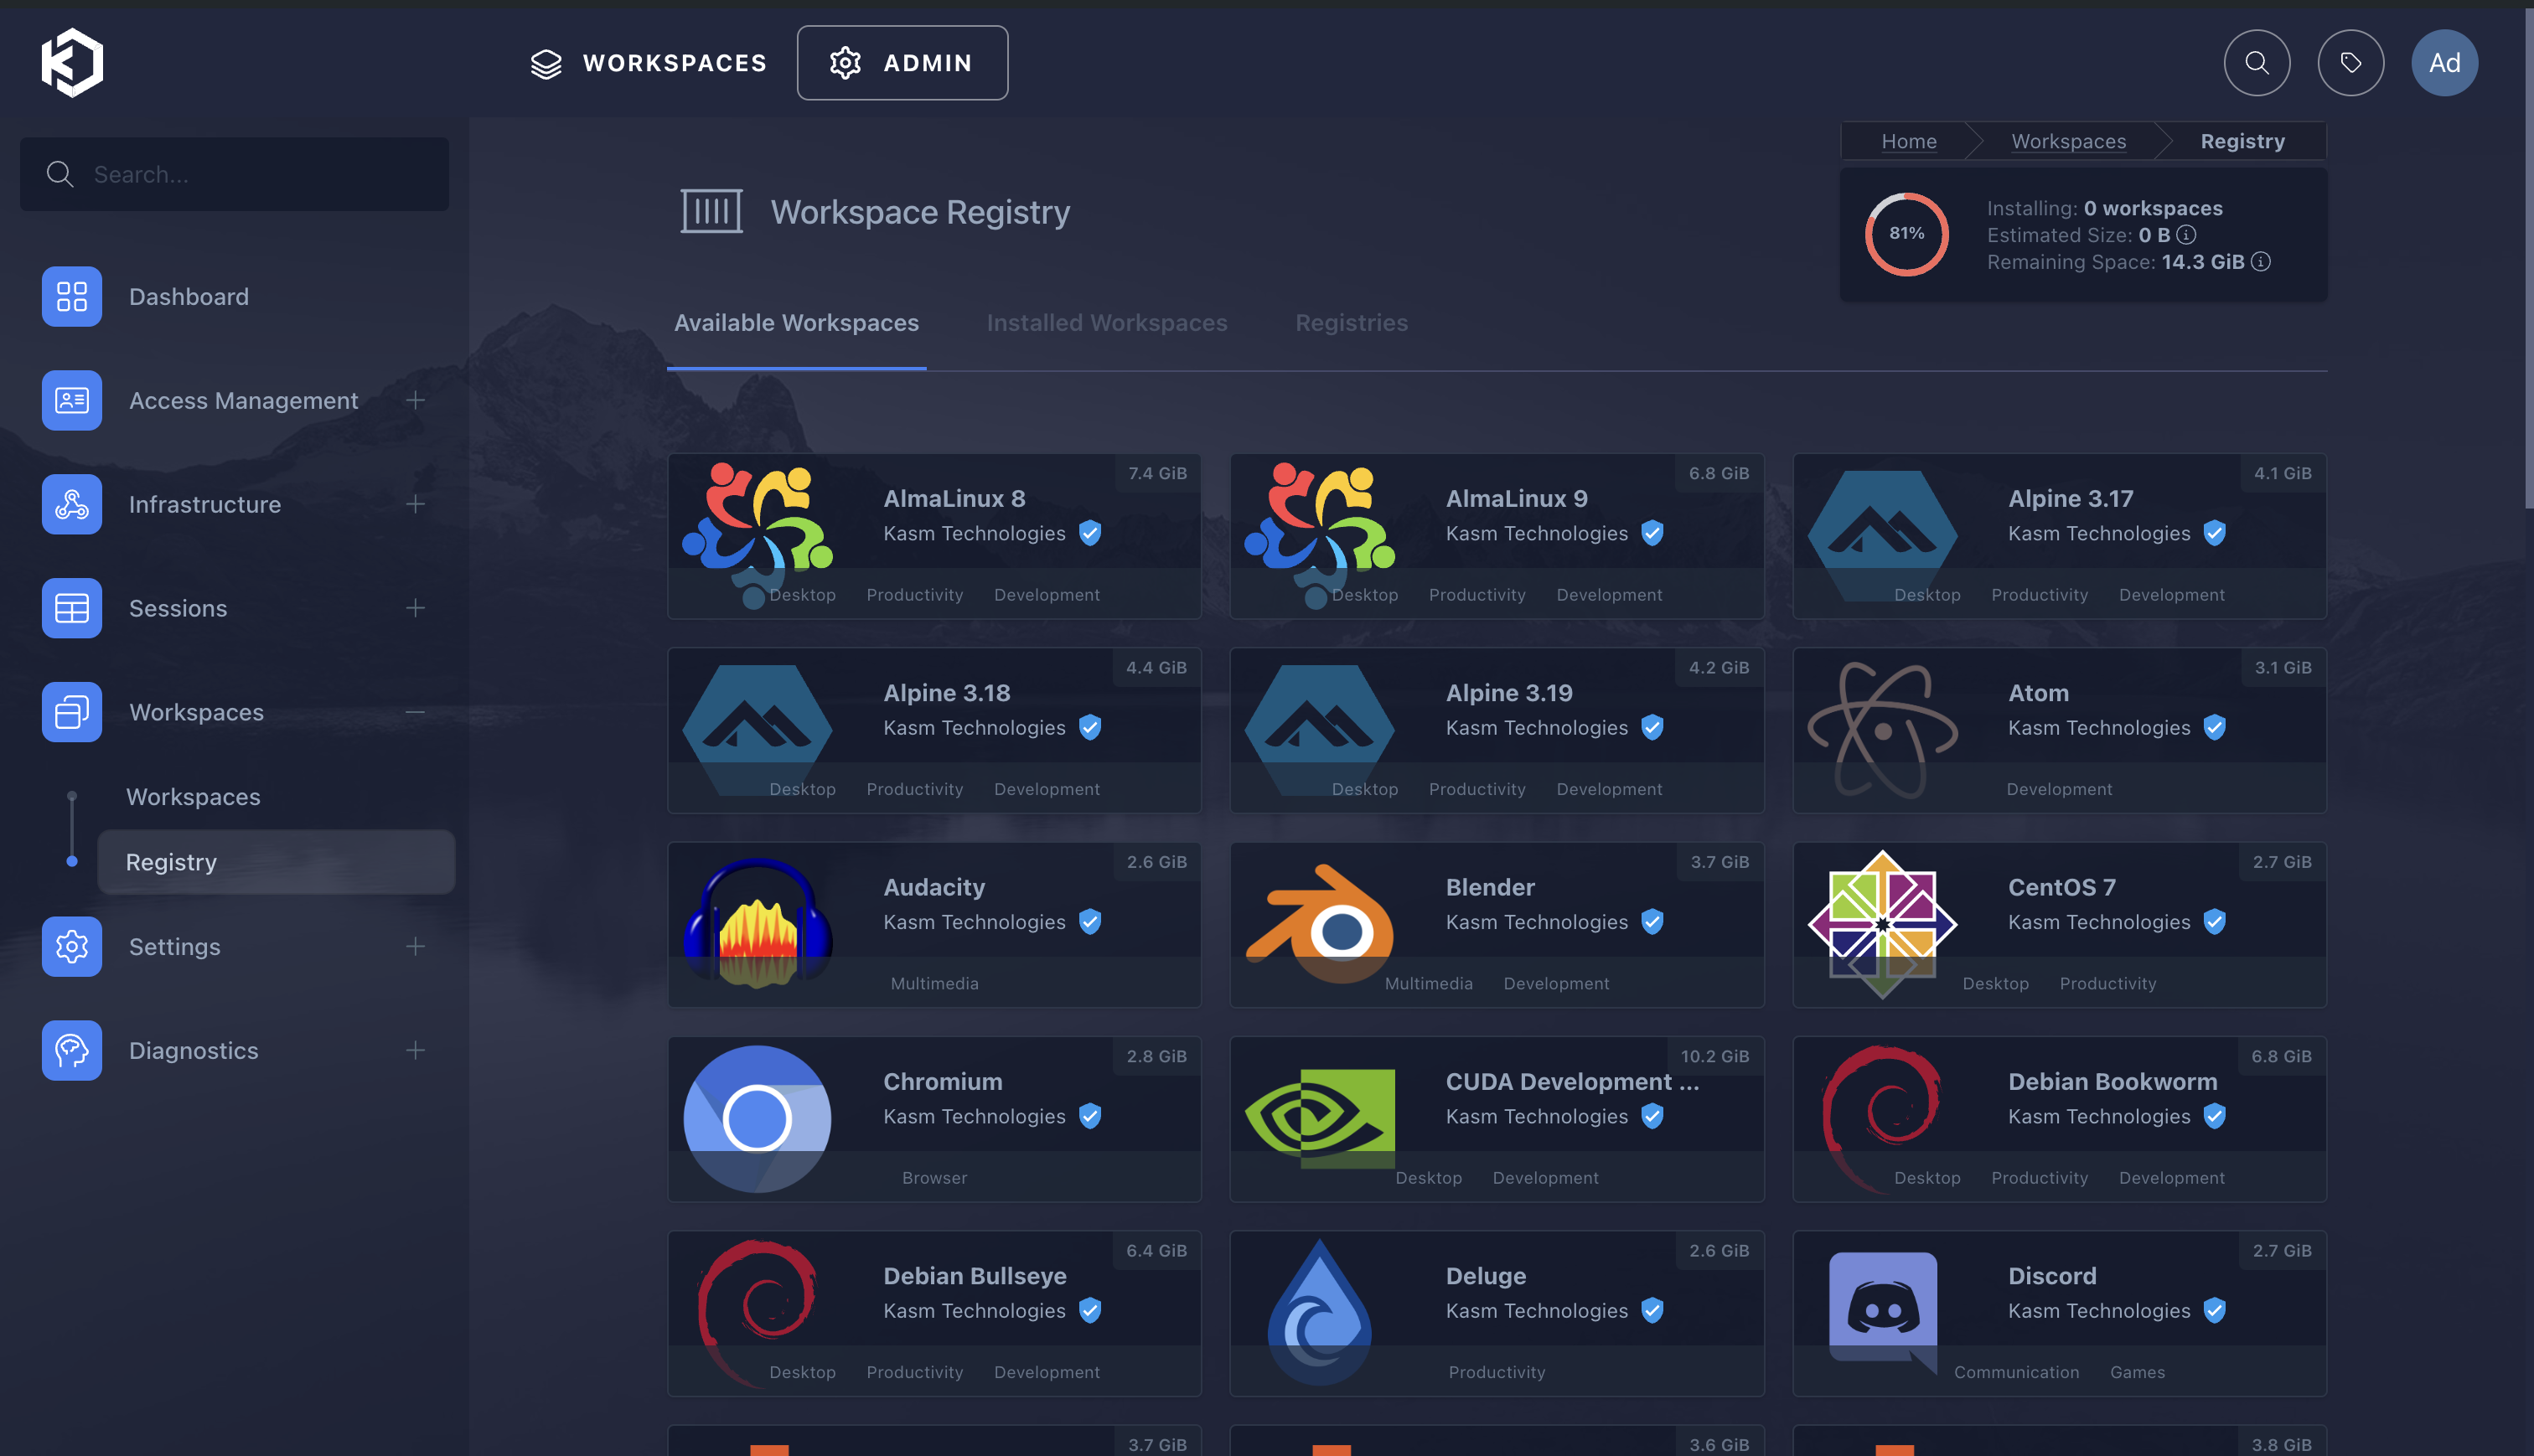 WORKSPACES
ADMIN
Ad
Search...
Dashboard
Access Management
Infrastructure
Sessions
Workspaces
Workspaces
Registry
Settings
Diagnostics
Home
Workspaces
Registry
Workspace Registry
81%
Installing: 0 workspaces
Estimated Size: 0 B
Remaining Space: 14.3 GiB
Available Workspaces
Installed Workspaces
Registries
7.4 GiB
AlmaLinux 8
Kasm Technologies
Desktop Productivity Development
6.8 GiB
AlmaLinux 9
Kasm Technologies
Desktop Productivity Development
4.1 GiB
Alpine 3.17
Kasm Technologies
Desktop Productivity Development
4.4 GiB
Alpine 3.18
Kasm Technologies
Desktop Productivity Development
4.2 GiB
Alpine 3.19
Kasm Technologies
Desktop Productivity Development
3.1 GiB
Atom
Kasm Technologies
Development
2.6 GiB
Audacity
Kasm Technologies
Multimedia
3.7 GiB
Blender
Kasm Technologies
Multimedia Development
2.7 GiB
CentOS 7
Kasm Technologies
Desktop Productivity
2.8 GiB
Chromium
Kasm Technologies
Browser
10.2 GiB
CUDA Development ...
Kasm Technologies
Desktop Development
6.8 GiB
Debian Bookworm
Kasm Technologies
Desktop Productivity Development
6.4 GiB
Debian Bullseye
Kasm Technologies
Desktop Productivity Development
2.6 GiB
Deluge
Kasm Technologies
Productivity
2.7 GiB
Discord
Kasm Technologies
Communication Games
3.7 GiB
3.6 GiB
3.8 GiB